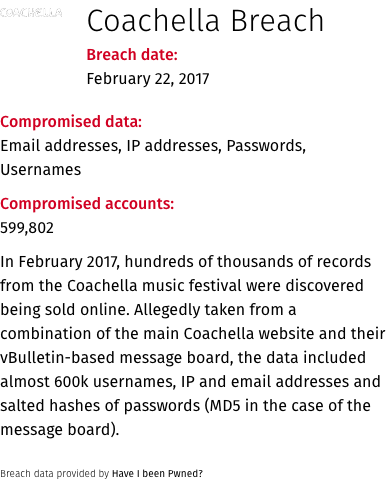 COACHELLA
Coachella Breach
Breach date:
February 22, 2017
Compromised data:
Email addresses, IP addresses, Passwords,
Usernames
Compromised accounts:
599,802
In February 2017, hundreds of thousands of records
from the Coachella music festival were discovered
being sold online. Allegedly taken from a
combination of the main Coachella website and their
vBulletin-based message board, the data included
almost 600k usernames, IP and email addresses and
salted hashes of passwords (MD5 in the case of the
message board).
Breach data provided by Have I been Pwned?